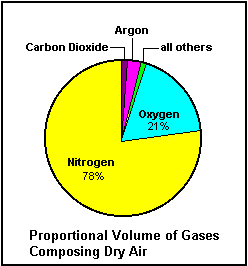 Argon
Carbon Dioxide
all others
Oxygen
21%
Nitrogen
78%
Proportional Volume of Gases
Composing Dry Air